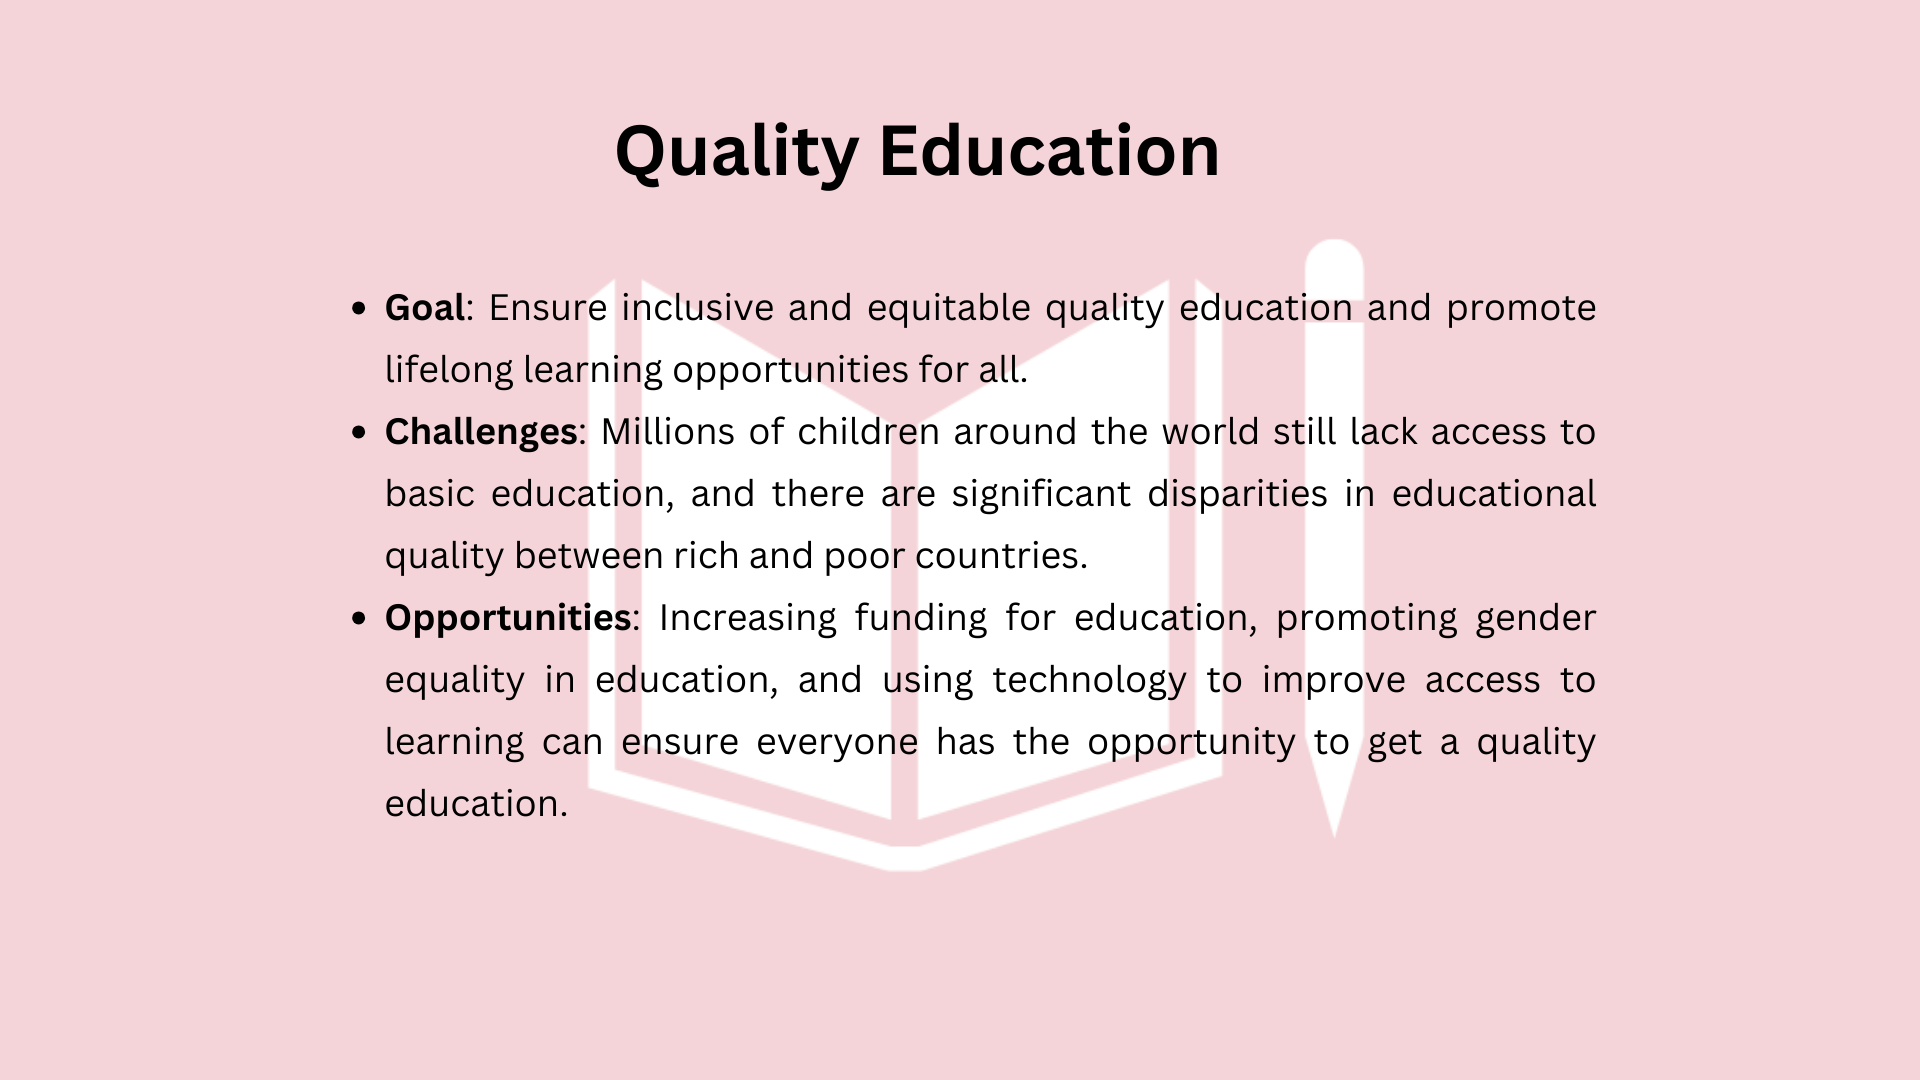 Quality Education
• Goal: Ensure inclusive and equitable quality education and promote
lifelong learning opportunities for all.
• Challenges: Millions of children around the world still lack access to
basic education, and there are significant disparities in educational
quality between rich and poor countries.
• Opportunities: Increasing funding for education, promoting gender
equality in education, and using technology to improve access to
learning can ensure everyone has the opportunity to get a quality
education.